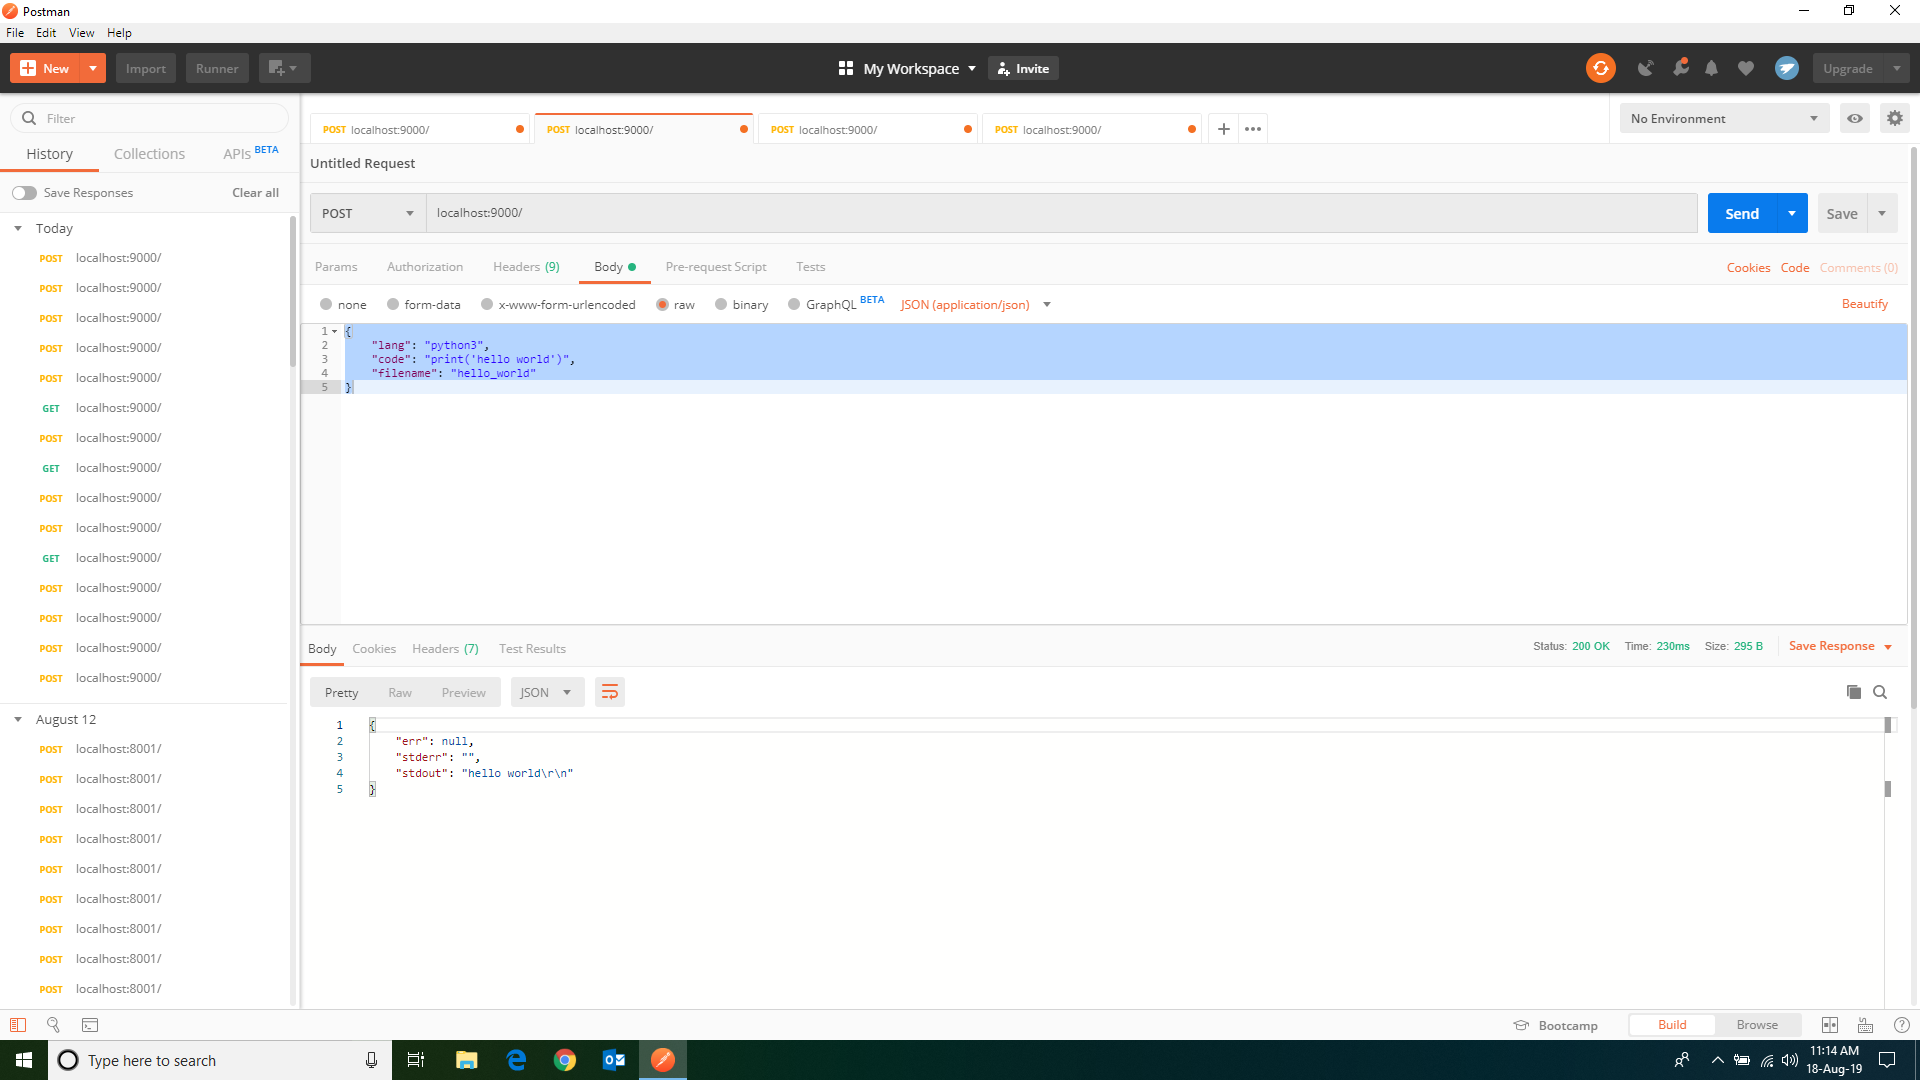 Postman
File Edit View Help
New Import Runner My Workspace Invite Upgrade
Filter
History Collections APIs BETA
Save Responses Clear all
Today
POST localhost:9000/
POST localhost:9000/
POST localhost:9000/
POST localhost:9000/
POST localhost:9000/
GET localhost:9000/
POST localhost:9000/
GET localhost:9000/
POST localhost:9000/
POST localhost:9000/
GET localhost:9000/
POST localhost:9000/
POST localhost:9000/
POST localhost:9000/
POST localhost:9000/
August 12
POST localhost:8001/
POST localhost:8001/
POST localhost:8001/
POST localhost:8001/
POST localhost:8001/
POST localhost:8001/
POST localhost:8001/
POST localhost:8001/
POST localhost:8001/
POST localhost:9000/ POST localhost:9000/ POST localhost:9000/ POST localhost:9000/ No Environment
Untitled Request
POST localhost:9000/ Send Save
Params Authorization Headers (9) Body Pre-request Script Tests Cookies Code Comments (0)
none form-data x-www-form-urlencoded raw binary GraphQL BETA JSON (application/json) Beautify
1 {
2 "lang": "python3",
3 "code": "print('hello world')",
4 "filename": "hello_world"
5 }
Body Cookies Headers (7) Test Results Status: 200 OK Time: 230ms Size: 295 B Save Response
Pretty Raw Preview JSON
1 {
2 "err": null,
3 "stderr": "",
4 "stdout": "hello world\r\n"
5 }
Bootcamp Build Browse
Type here to search
11:14 AM
18-Aug-19